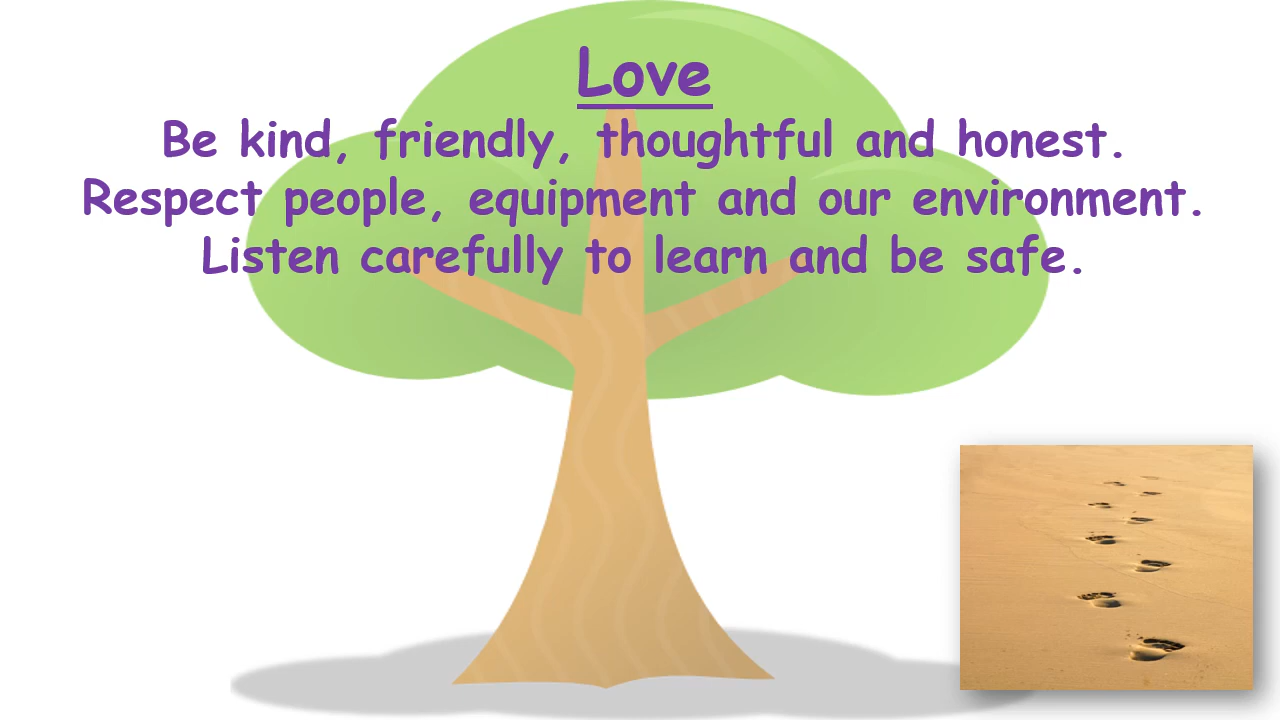 Love
Be kind, friendly, thoughtful and honest.
Respect people, equipment and our environment.
Listen carefully to learn and be safe.